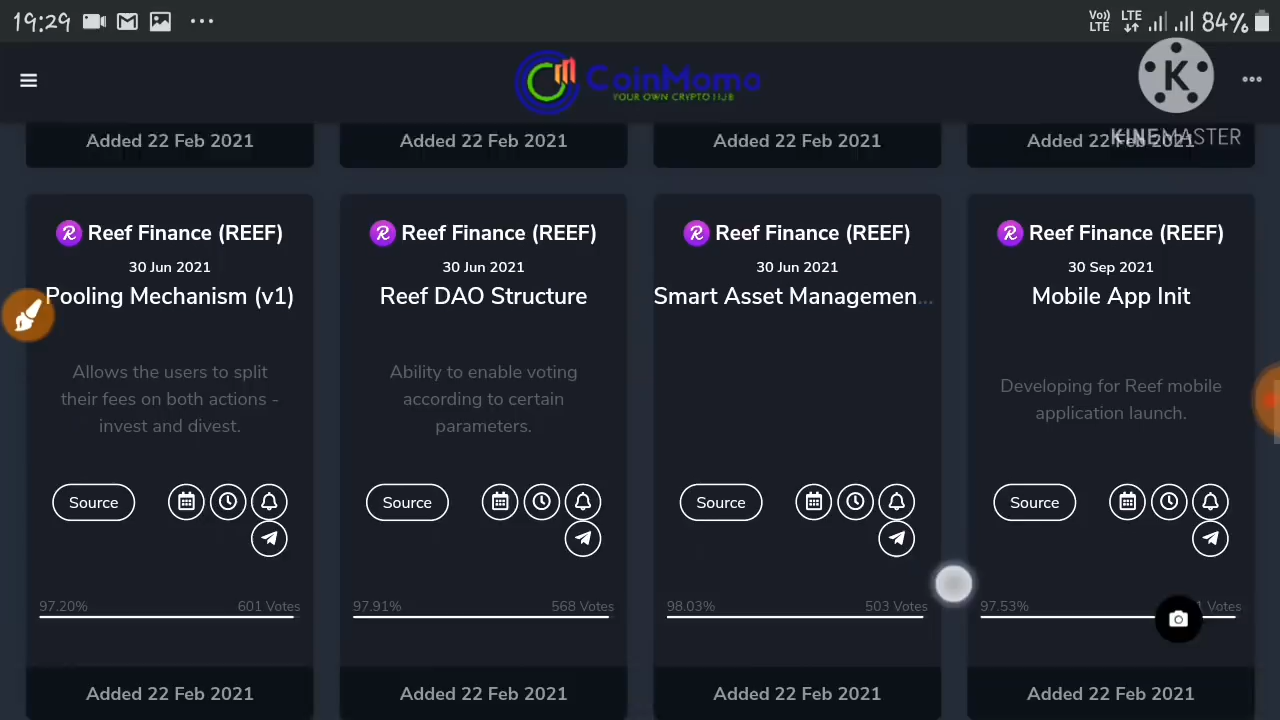 19:29
Vo)) LTE LTE 84%
CoinMomo
YOUR OWN CRYPTO HUB
K
KINEMASTER
Added 22 Feb 2021
Added 22 Feb 2021
Added 22 Feb 2021
Added 22 Feb 2021
Reef Finance (REEF)
30 Jun 2021
Pooling Mechanism (v1)
Allows the users to split
their fees on both actions -
invest and divest.
Source
97.20% 601 Votes
Added 22 Feb 2021
Reef Finance (REEF)
30 Jun 2021
Reef DAO Structure
Ability to enable voting
according to certain
parameters.
Source
97.91% 568 Votes
Added 22 Feb 2021
Reef Finance (REEF)
30 Jun 2021
Smart Asset Managemen...
Source
98.03% 503 Votes
Added 22 Feb 2021
Reef Finance (REEF)
30 Sep 2021
Mobile App Init
Developing for Reef mobile
application launch.
Source
97.53% Votes
Added 22 Feb 2021